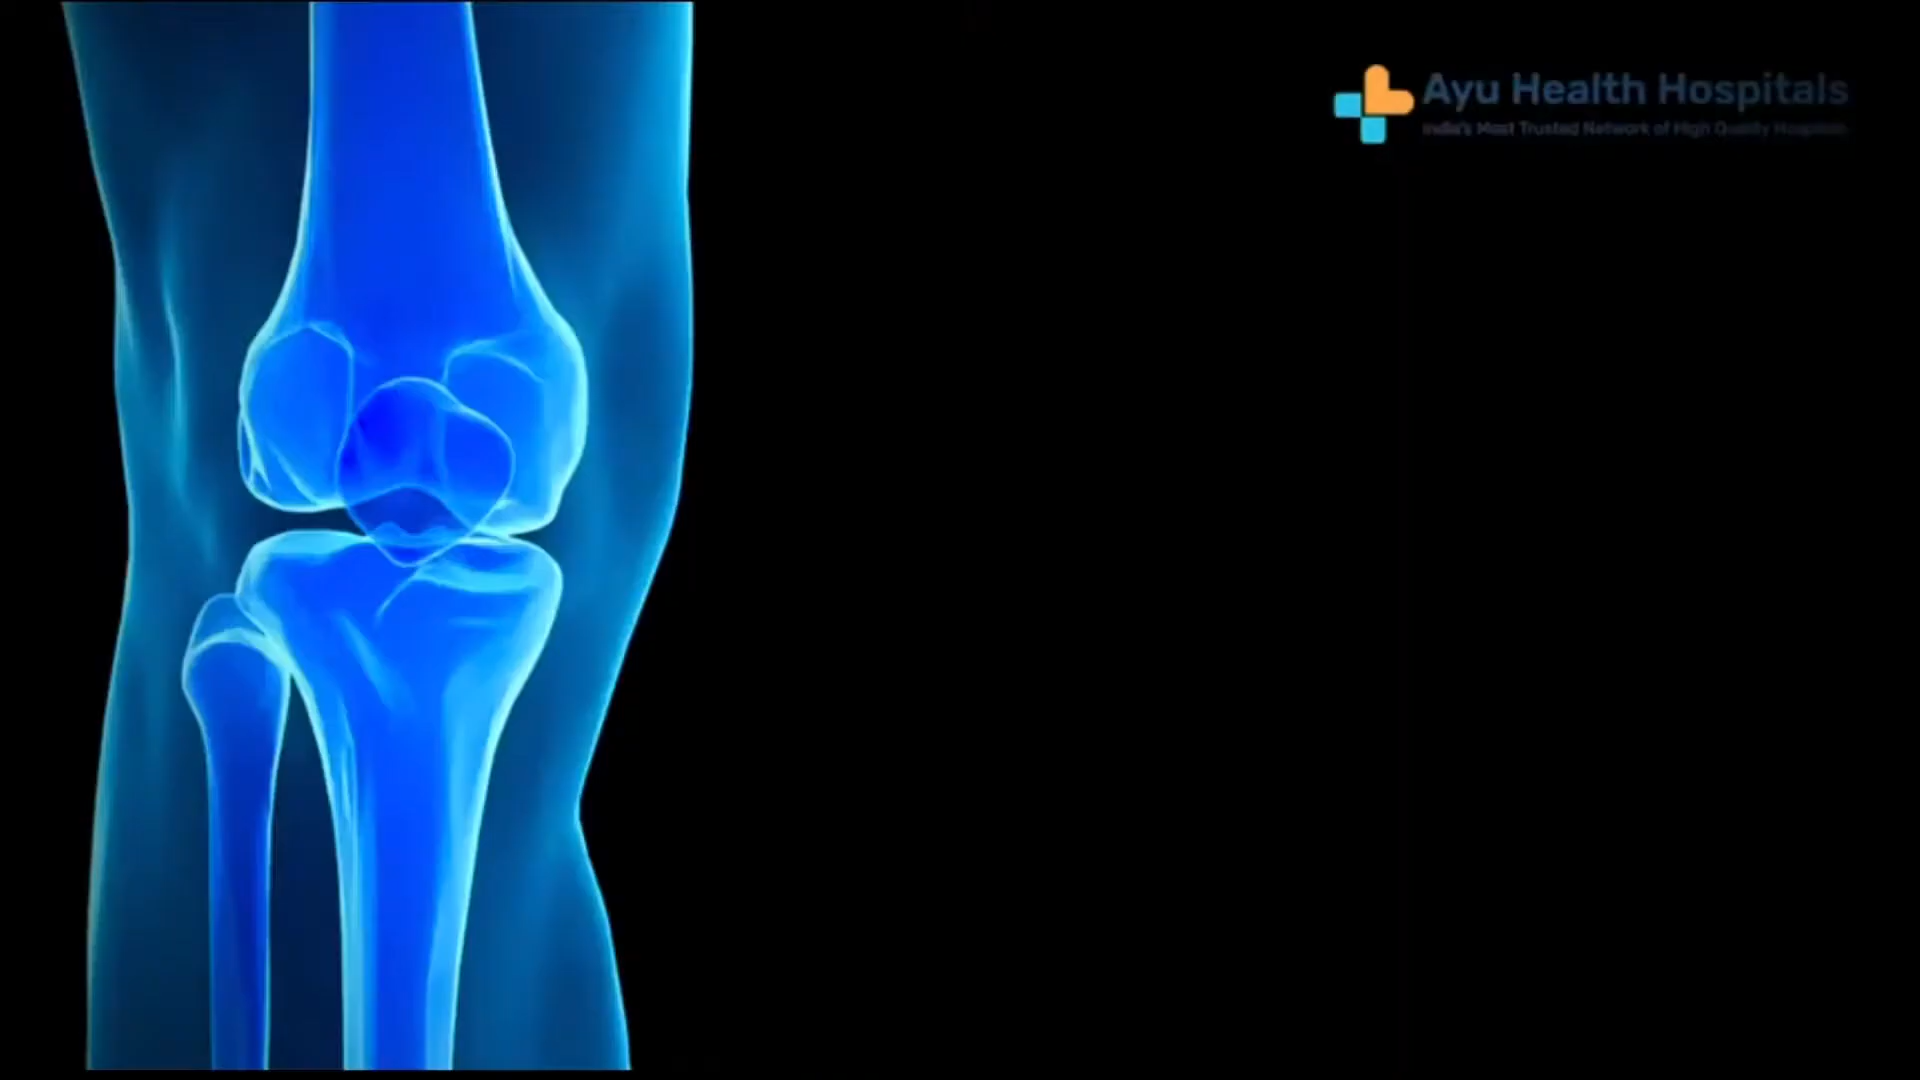 Ayu Health Hospitals
India's Most Trusted Network of High Quality Hospitals